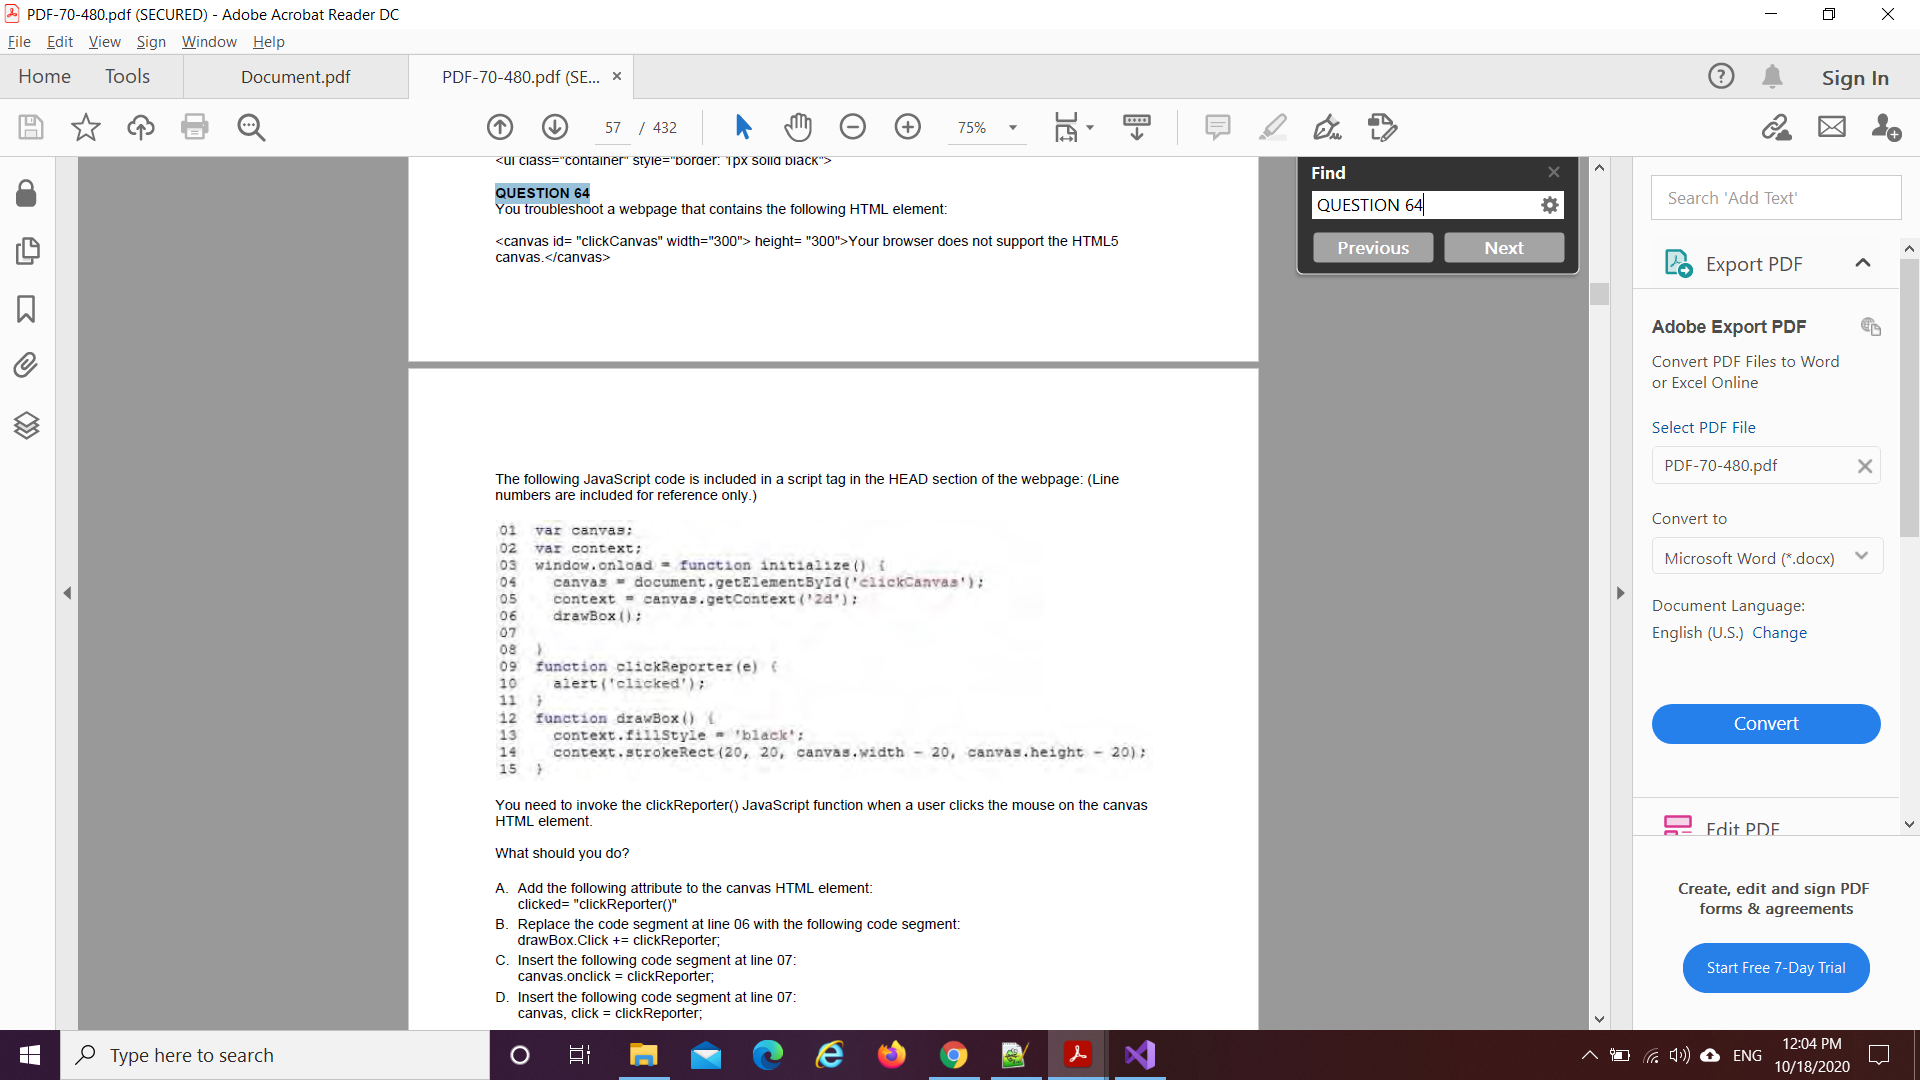 PDF-70-480.pdf (SECURED) - Adobe Acrobat Reader DC
File Edit View Sign Window Help
Home Tools Document.pdf PDF-70-480.pdf (SE... × Sign In
57 / 432 75%
<ul class="container" style="border: 1px solid black">
QUESTION 64
You troubleshoot a webpage that contains the following HTML element:
<canvas id= "clickCanvas" width="300"> height= "300">Your browser does not support the HTML5
canvas.</canvas>
The following JavaScript code is included in a script tag in the HEAD section of the webpage: (Line
numbers are included for reference only.)
01 var canvas;
02 var context;
03 window.onload = function initialize() {
04 canvas = document.getElementById('clickCanvas');
05 context = canvas.getContext('2d');
06 drawBox();
07
08 }
09 function clickReporter(e) {
10 alert('clicked');
11 }
12 function drawBox() {
13 context.fillStyle = 'black';
14 context.strokeRect(20, 20, canvas.width - 20, canvas.height - 20);
15 }
You need to invoke the clickReporter() JavaScript function when a user clicks the mouse on the canvas
HTML element.
What should you do?
A. Add the following attribute to the canvas HTML element:
clicked= "clickReporter()"
B. Replace the code segment at line 06 with the following code segment:
drawBox.Click += clickReporter;
C. Insert the following code segment at line 07:
canvas.onclick = clickReporter;
D. Insert the following code segment at line 07:
canvas, click = clickReporter;
Find
QUESTION 64
Previous Next
Search 'Add Text'
Export PDF
Adobe Export PDF
Convert PDF Files to Word
or Excel Online
Select PDF File
PDF-70-480.pdf
Convert to
Microsoft Word (*.docx)
Document Language:
English (U.S.) Change
Convert
Edit PDF
Create, edit and sign PDF
forms & agreements
Start Free 7-Day Trial
Type here to search
ENG
12:04 PM
10/18/2020